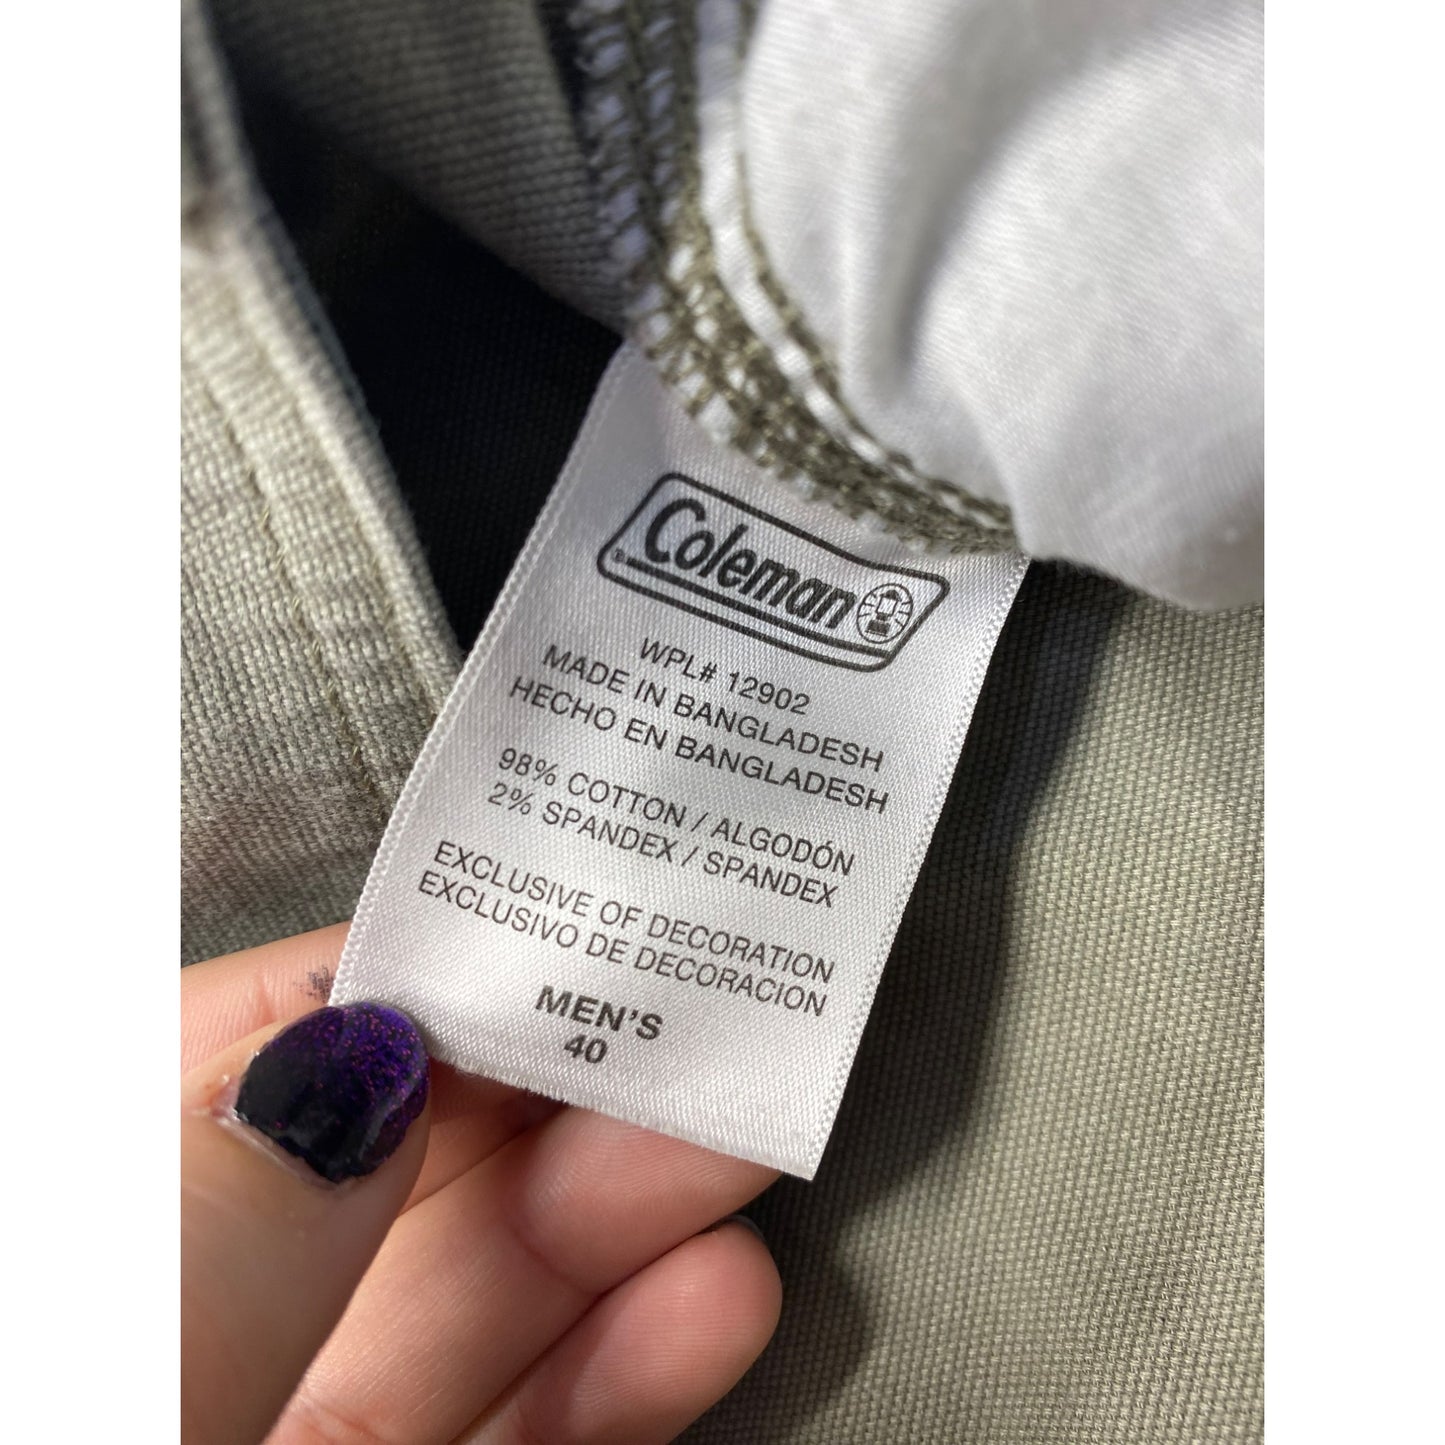 Coleman
WPL# 12902
MADE IN BANGLADESH
HECHO EN BANGLADESH
98% COTTON / ALGODÓN
2% SPANDEX / SPANDEX
EXCLUSIVE OF DECORATION
EXCLUSIVO DE DECORACION
MEN'S
40